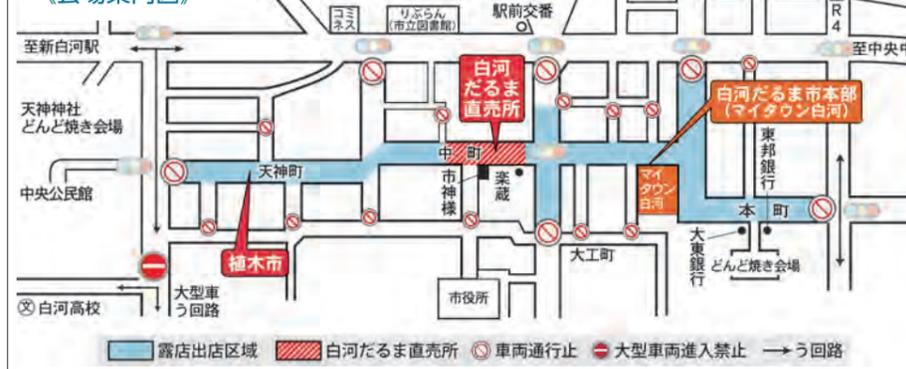 《会場案内図》
コミネス
りぶらん
(市立図書館)
駅前交番
R4
至新白河駅
至中央中
天神神社
どんど焼き会場
白河
だるま
直売所
白河だるま市本部
(マイタウン白河)
中央公民館
天神町
中町
市神様
楽蔵
マイ
タウン
白河
東邦銀行
本町
植木市
大工町
大東銀行
どんど焼き会場
文白河高校
大型車
う回路
市役所
露店出店区域
白河だるま直売所
車両通行止
大型車両進入禁止
う回路